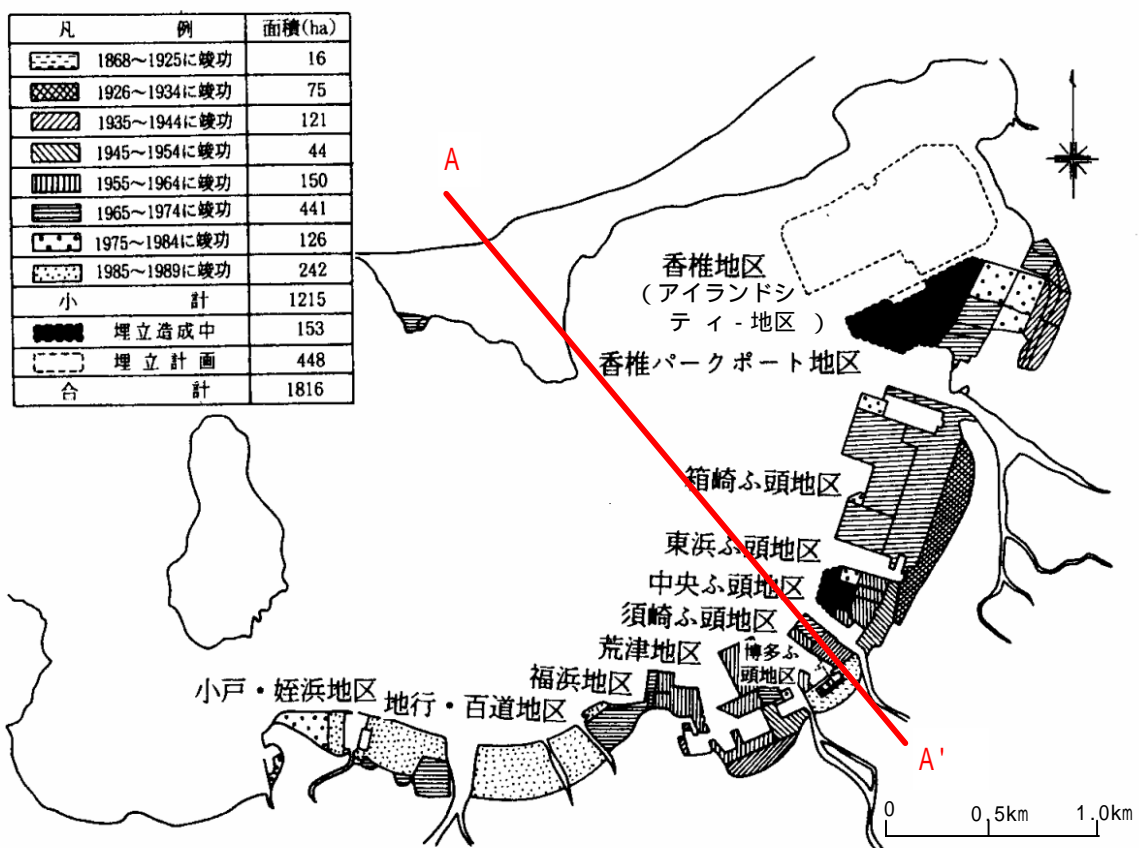 凡 例 面積(ha)
1868~1925に竣功 16
1926~1934に竣功 75
1935~1944に竣功 121
1945~1954に竣功 44
1955~1964に竣功 150
1965~1974に竣功 441
1975~1984に竣功 126
1985~1989に竣功 242
小 計 1215
埋立造成中 153
埋立計画 448
合 計 1816
A
香椎地区
(アイランドシ
ティ-地区)
香椎パークポート地区
箱崎ふ頭地区
東浜ふ頭地区
中央ふ頭地区
須崎ふ頭地区
荒津地区
博多ふ
頭地区
福浜地区
小戸・姪浜地区
地行・百道地区
A'
0 0.5km 1.0km